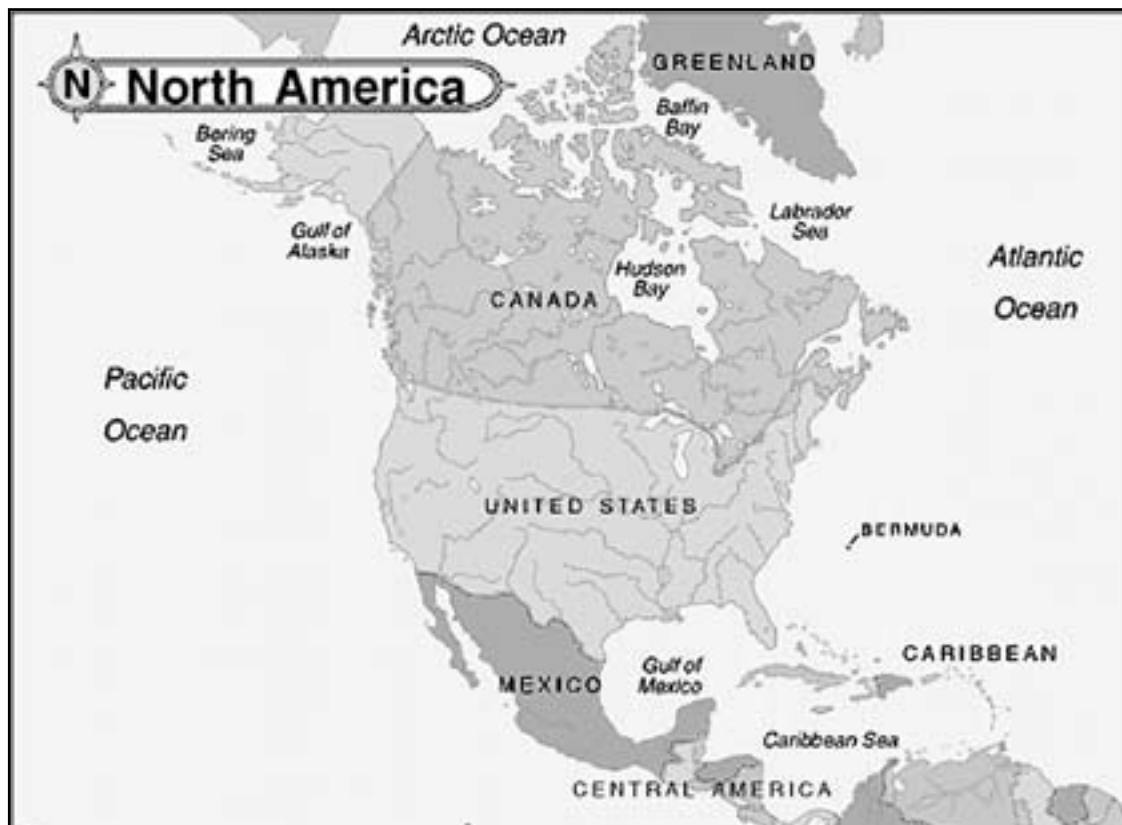 Arctic Ocean
GREENLAND
N North America
Baffin
Bay
Bering
Sea
Labrador
Sea
Gulf of
Alaska
Atlantic
Ocean
Hudson
Bay
CANADA
Pacific
Ocean
UNITED STATES
BERMUDA
CARIBBEAN
Gulf of
Mexico
MEXICO
Caribbean Sea
CENTRAL AMERICA